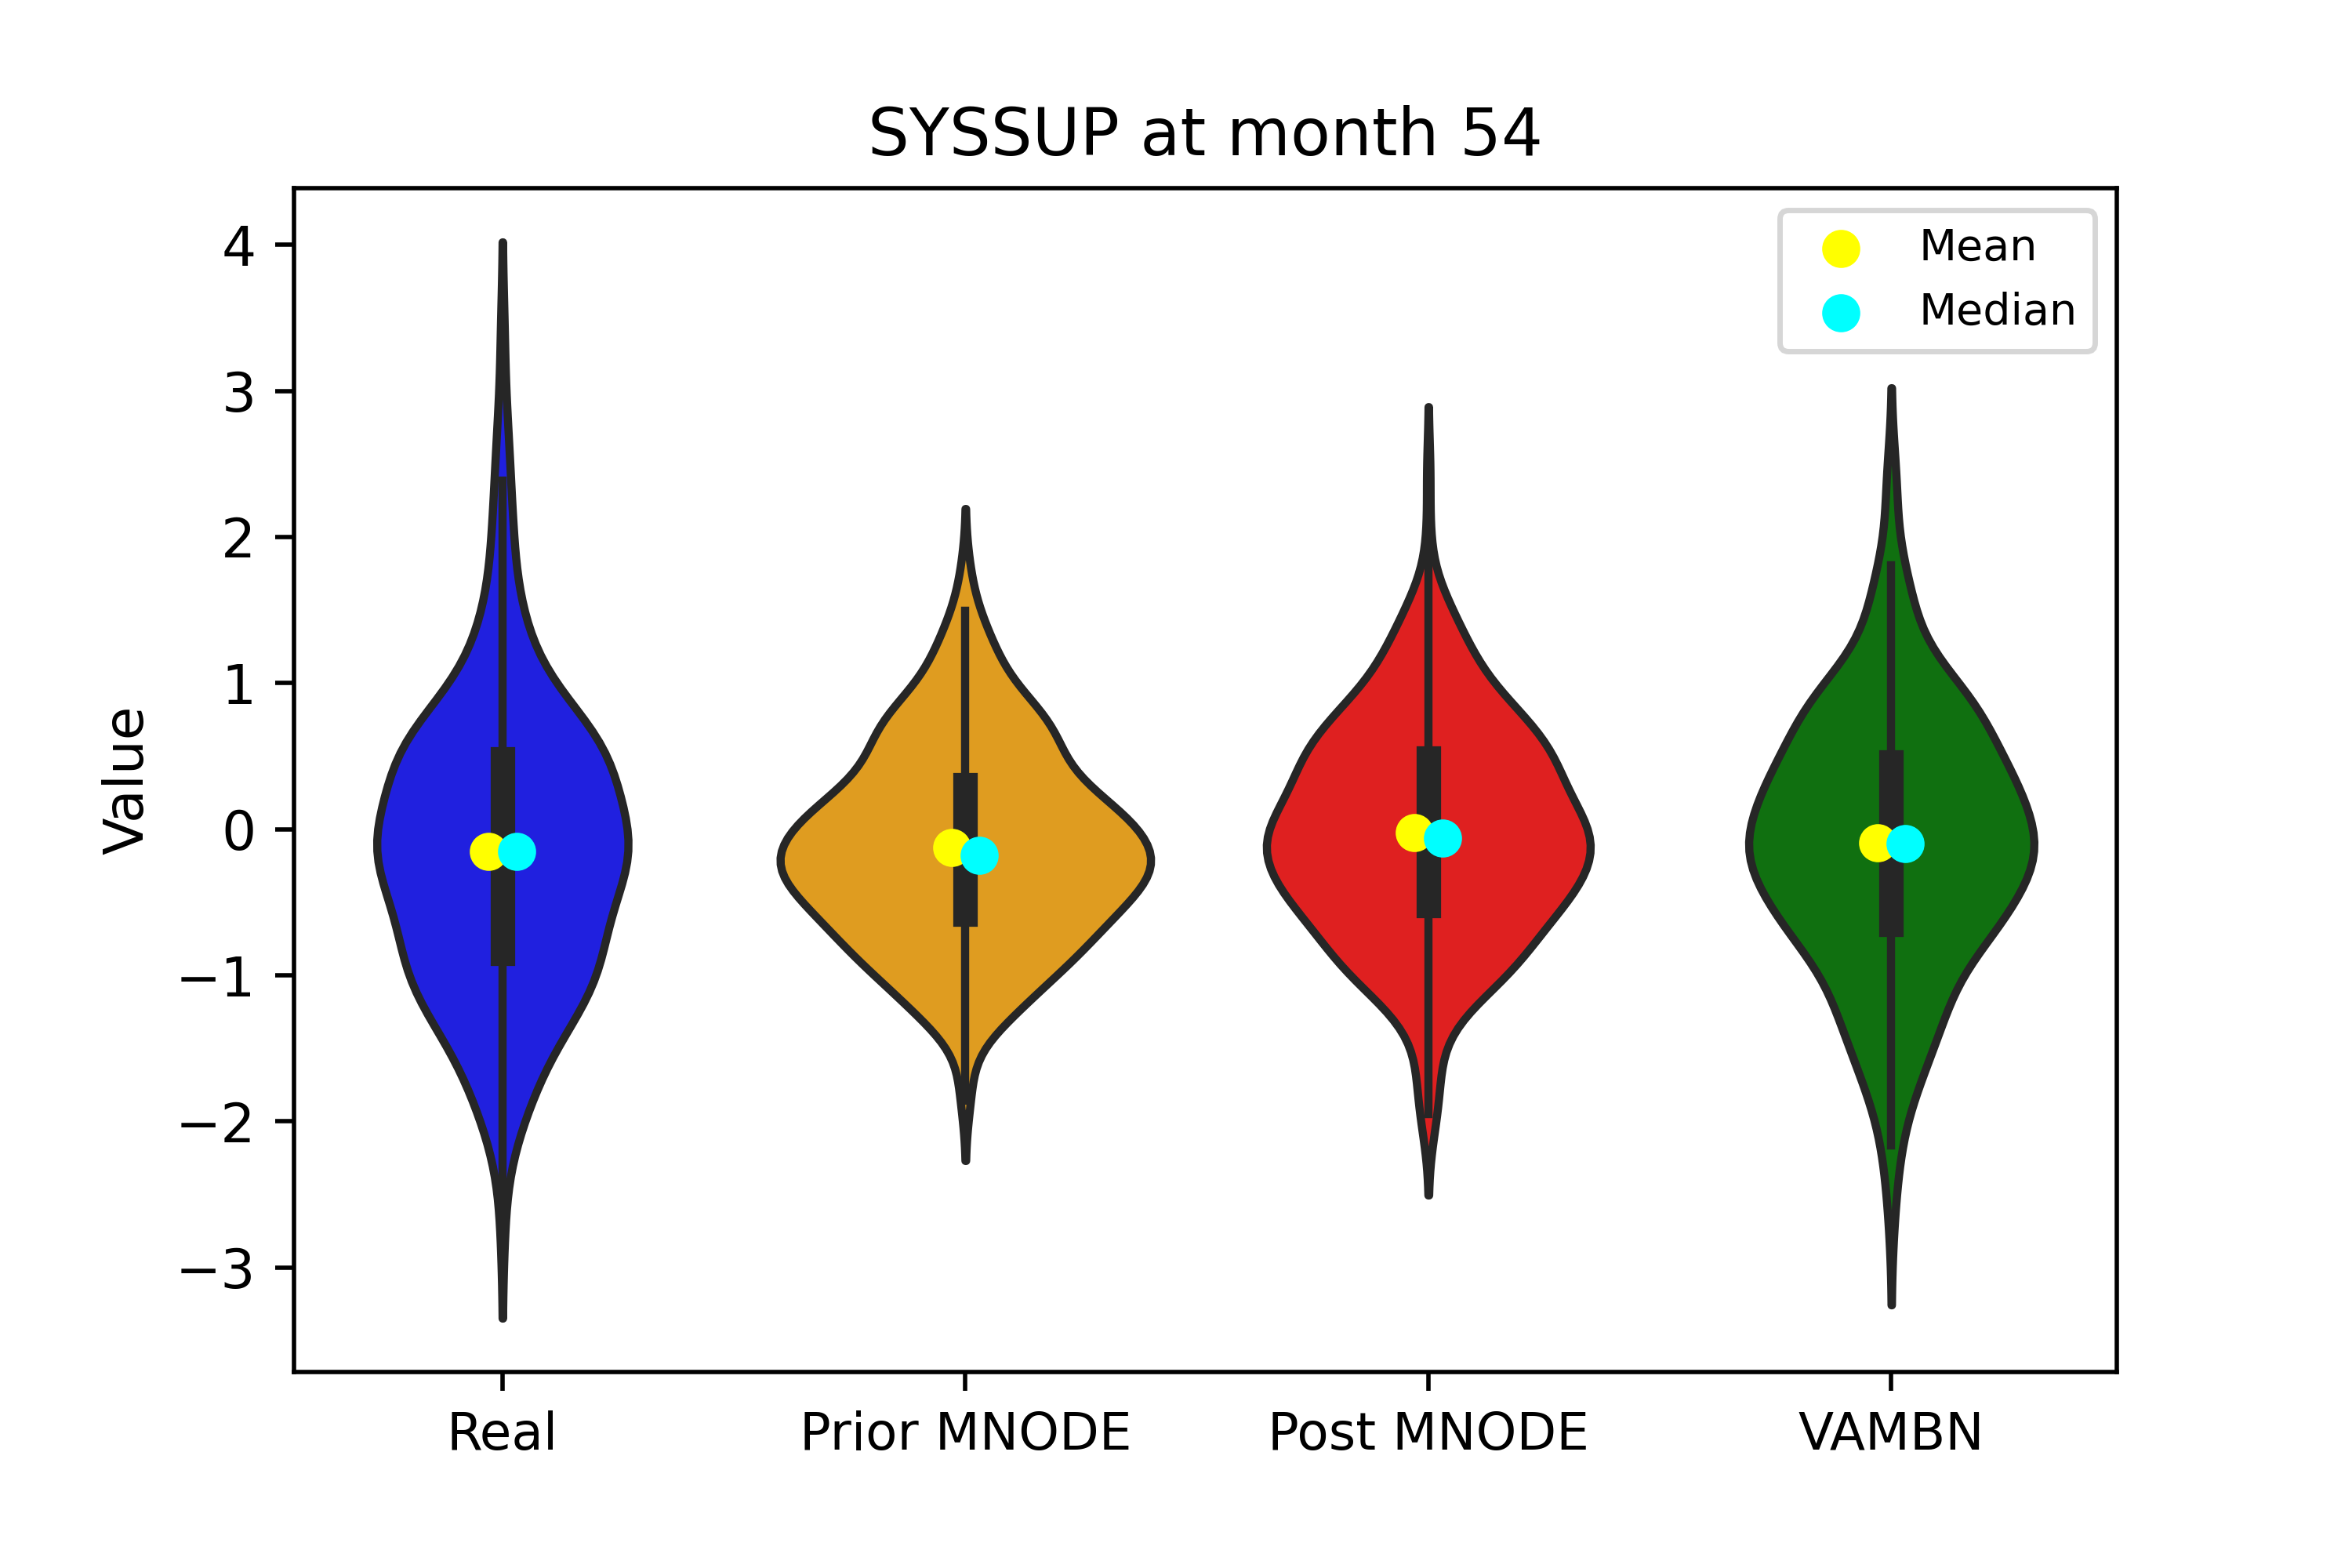 SYSSUP at month 54
Mean
Median
4
3
2
1
0
−1
−2
−3
Value
Real
Prior MNODE
Post MNODE
VAMBN